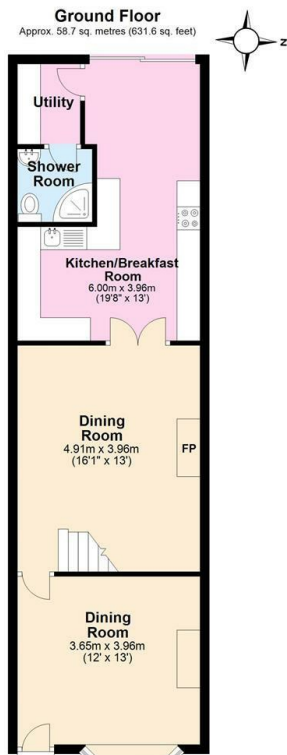 Ground Floor
Approx. 58.7 sq. metres (631.6 sq. feet)
N
Utility
Shower
Room
Kitchen/Breakfast
Room
6.00m x 3.96m
(19'8" x 13')
Dining
Room
4.91m x 3.96m
(16'1" x 13')
FP
Dining
Room
3.65m x 3.96m
(12' x 13')